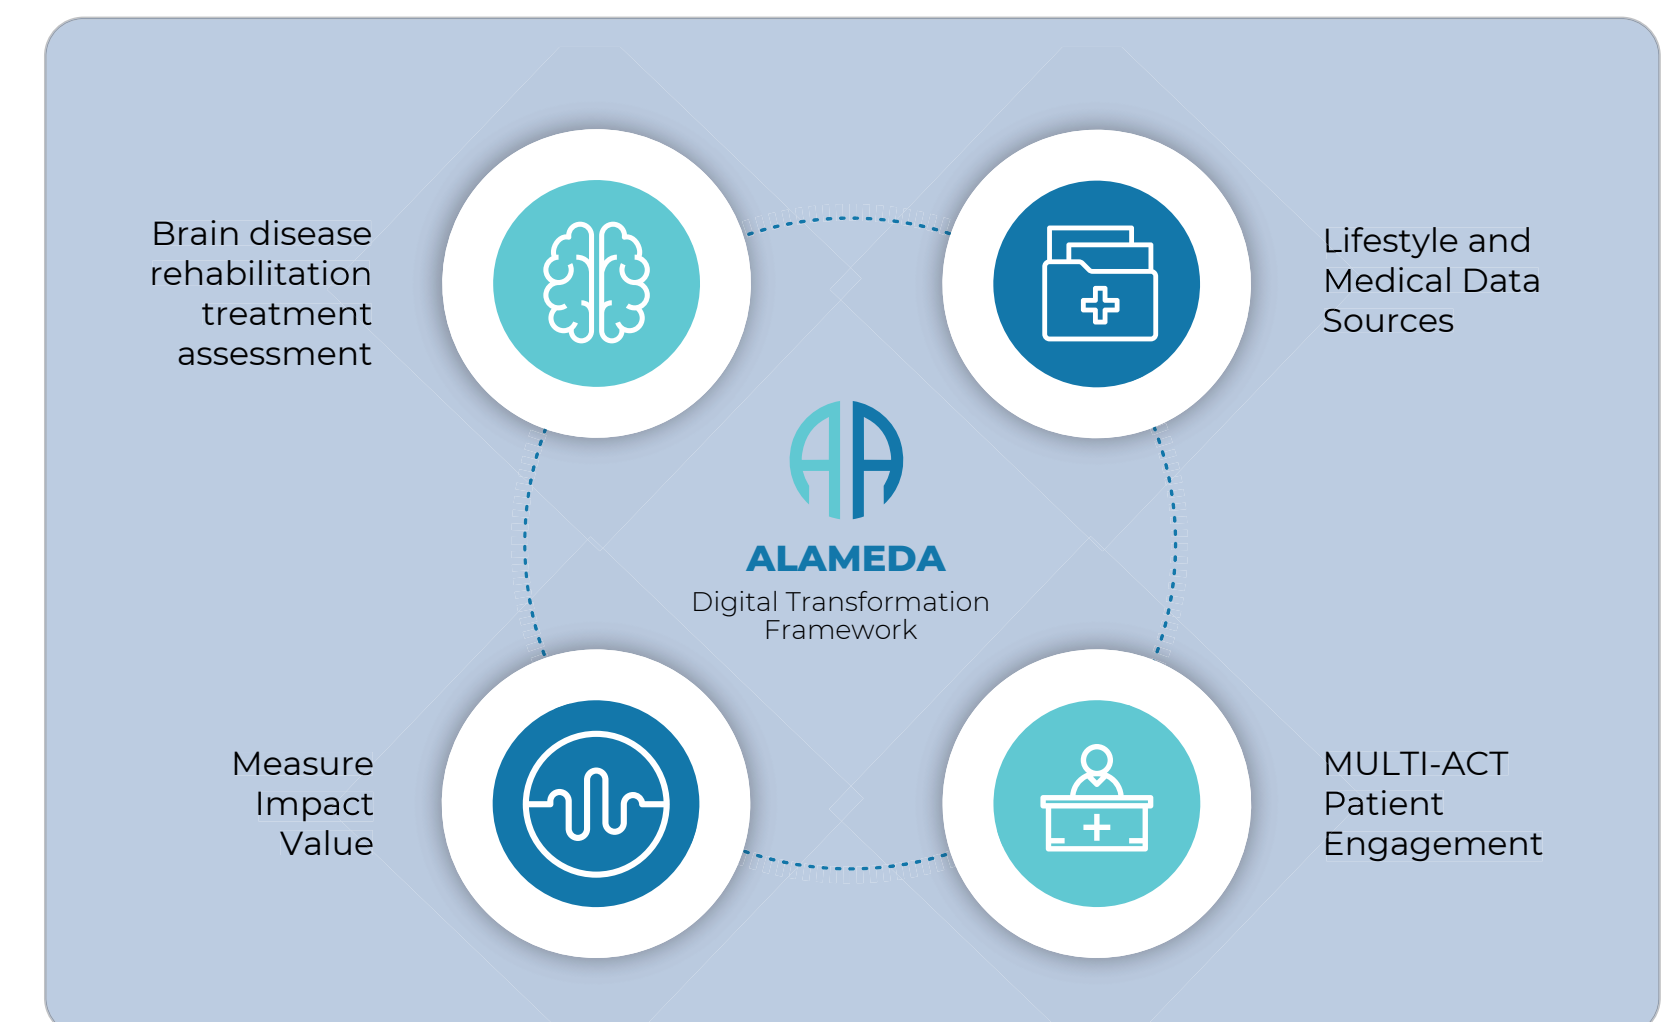 Brain disease
rehabilitation
treatment
assessment
Lifestyle and
Medical Data
Sources
ALAMEDA
Digital Transformation
Framework
Measure
Impact
Value
MULTI-ACT
Patient
Engagement